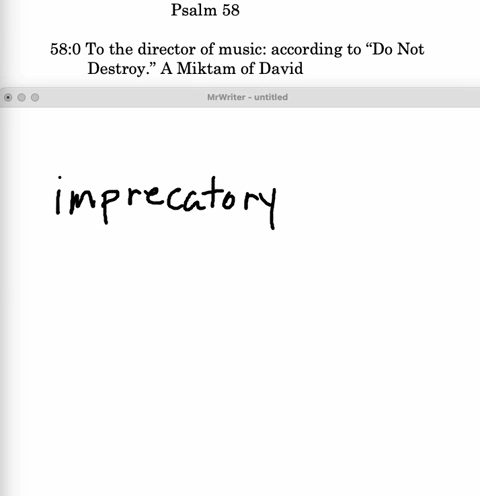 Psalm 58
58:0 To the director of music: according to “Do Not
Destroy.” A Miktam of David
MrWriter - untitled
imprecatory